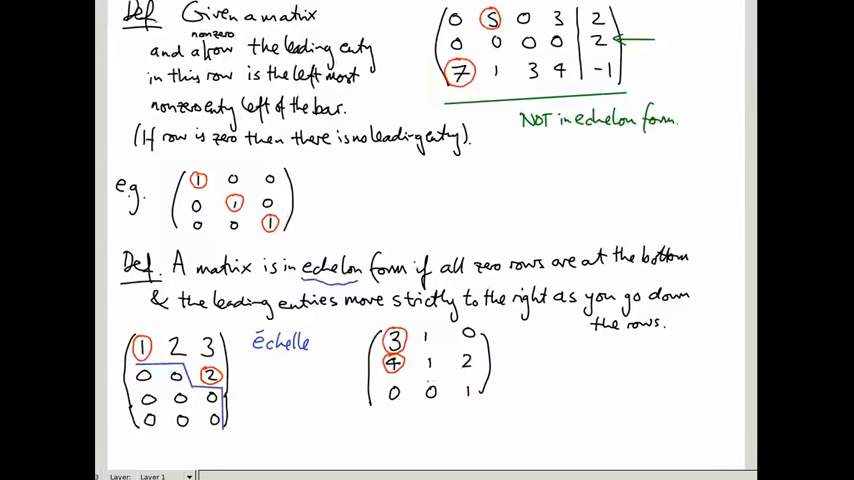 Def Given a matrix
nonzero
and a row the leading entry
in this row is the left most
nonzero entry left of the bar.
(If row is zero then there is no leading entry).
0 5 0 3 | 2
0 0 0 0 | 2
7 1 3 4 | -1
NOT in echelon form.
e.g.
1 0 0
0 1 0
0 0 1
Def. A matrix is in echelon form if all zero rows are at the bottom
& the leading entries move strictly to the right as you go down
the rows.
1 2 3
0 0 2
0 0 0
0 0 0
échelle
3 1 0
4 1 2
0 0 1
Layer: Layer 1